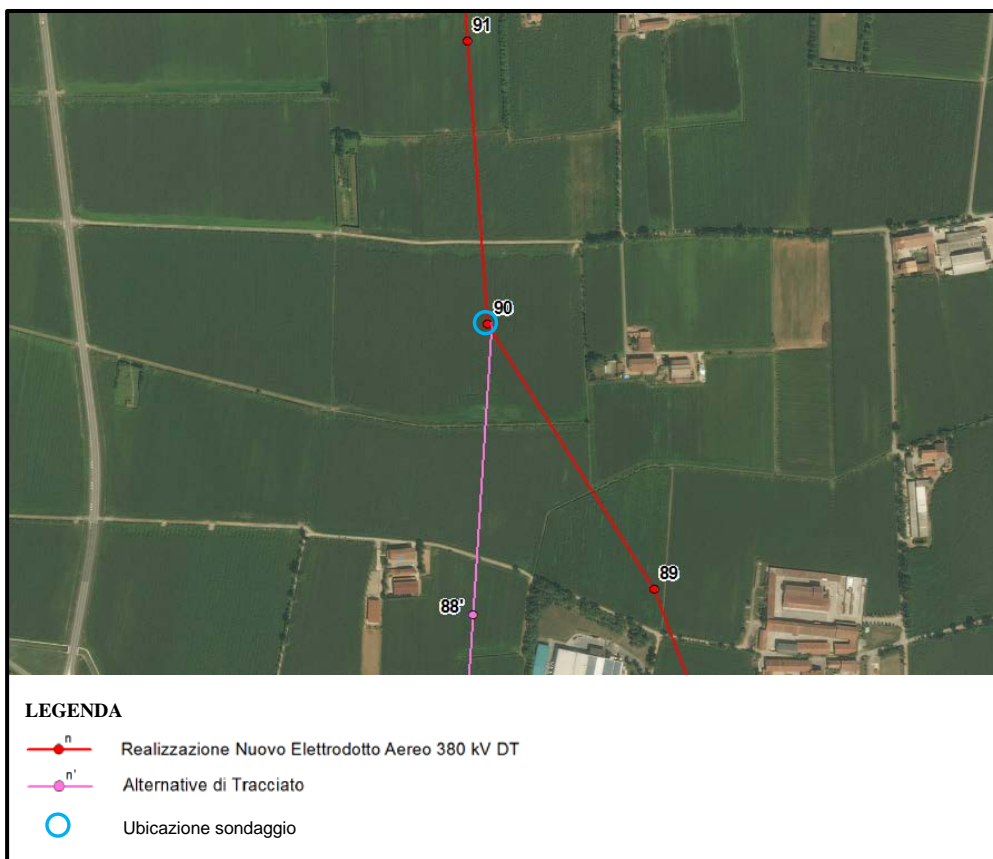 91
90
89
88'
LEGENDA
n
Realizzazione Nuovo Elettrodotto Aereo 380 kV DT
n'
Alternative di Tracciato
Ubicazione sondaggio